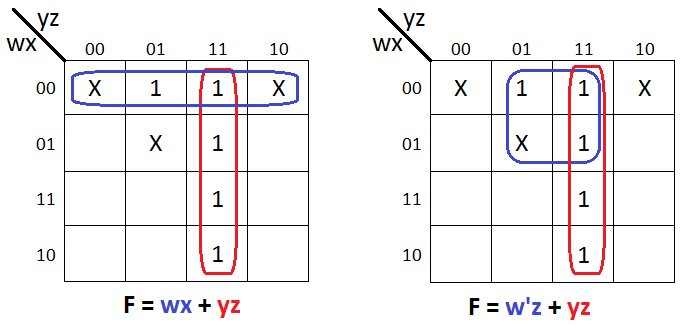 yz yz
wx wx
00 01 11 10 00 01 11 10
00 X 1 1 X 00 X 1 1 X
01 X 1 01 X 1
11 1 11 1
10 1 10 1
F = wx + yz F = w'z + yz